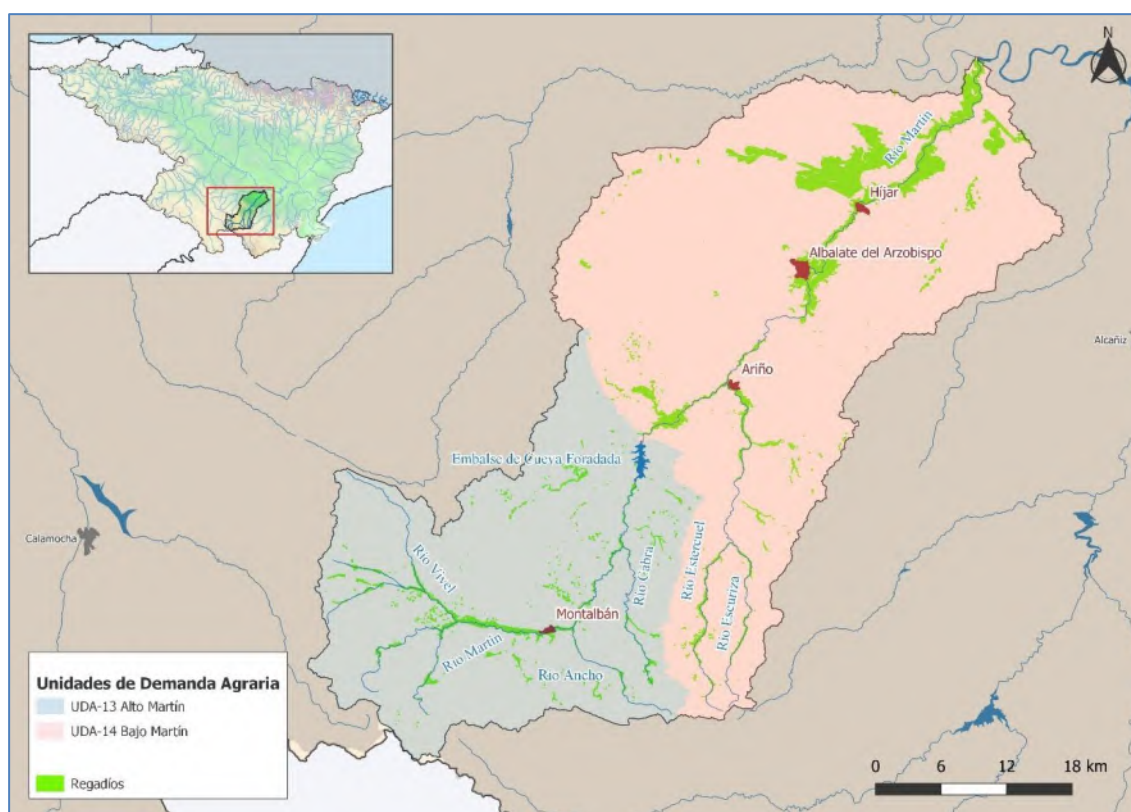 N
Río Martín
Híjar
Albalate del Arzobispo
Alcañiz
Ariño
Embalse de Cueva Foradada
Calamocha
Río Vivel
Río Cabra
Río Estercuel
Río Escuriza
Montalbán
Río Martín
Río Ancho
Unidades de Demanda Agraria
UDA-13 Alto Martín
UDA-14 Bajo Martín
Regadíos
0 6 12 18 km